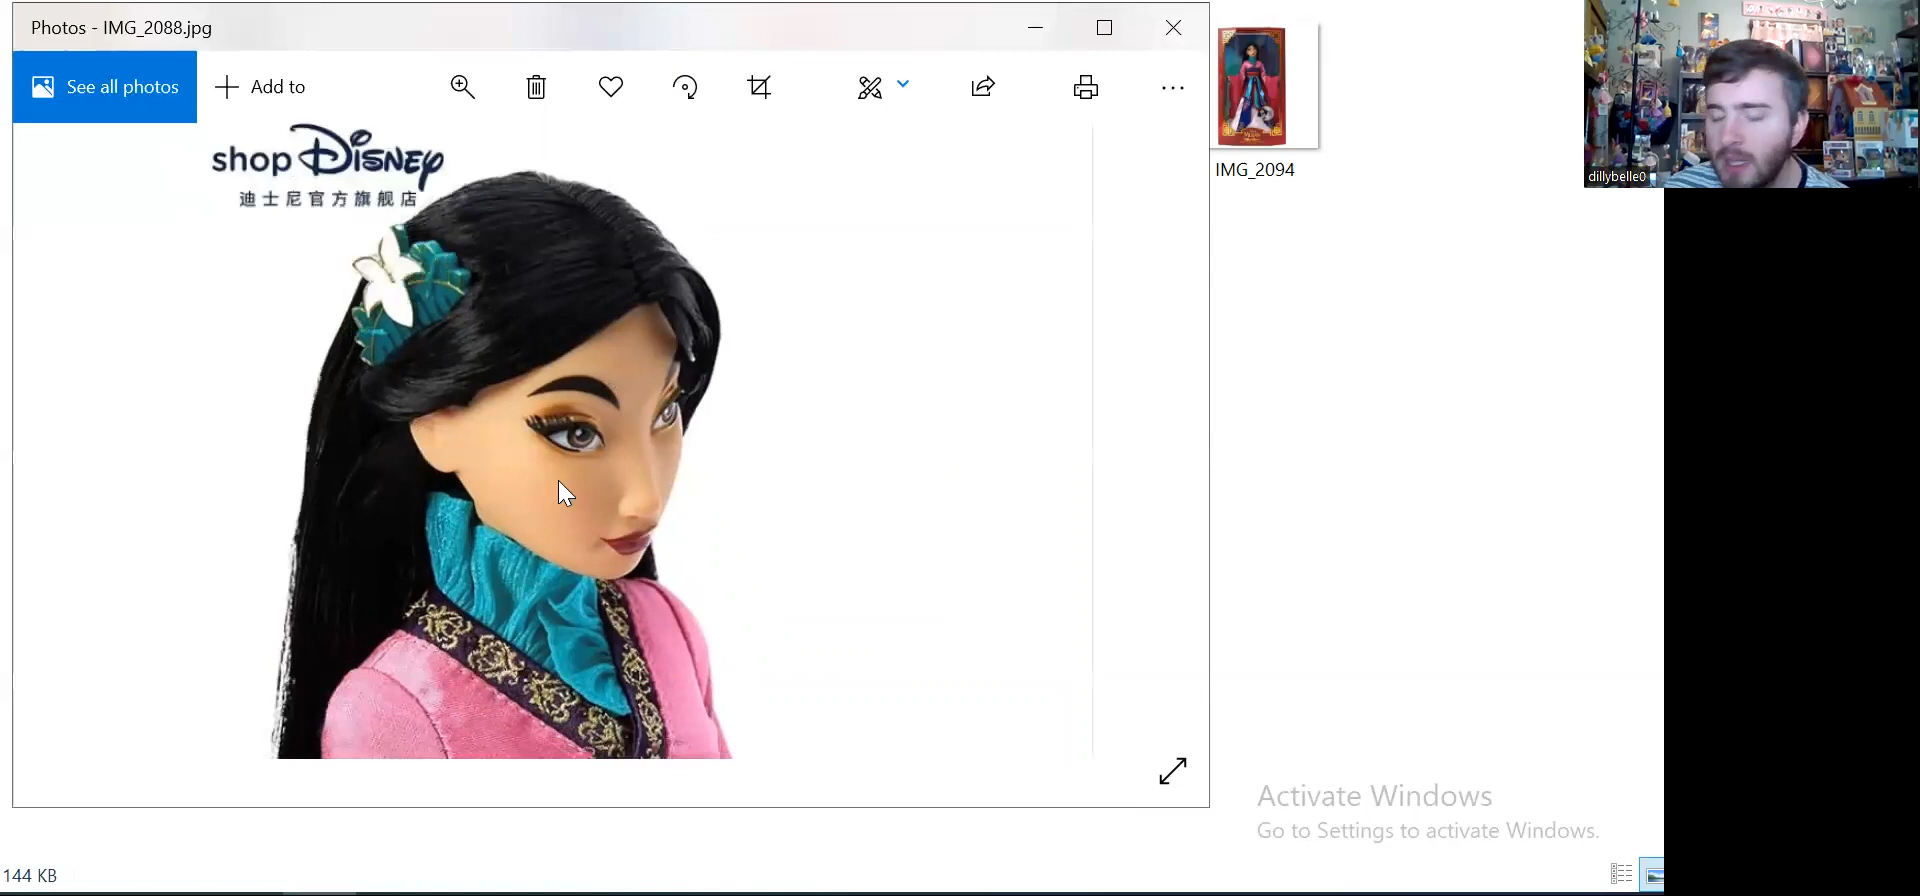 Photos - IMG_2088.jpg
See all photos
Add to
shop Disney
迪士尼官方旗舰店
IMG_2094
dillybelle0
Activate Windows
Go to Settings to activate Windows.
144 KB